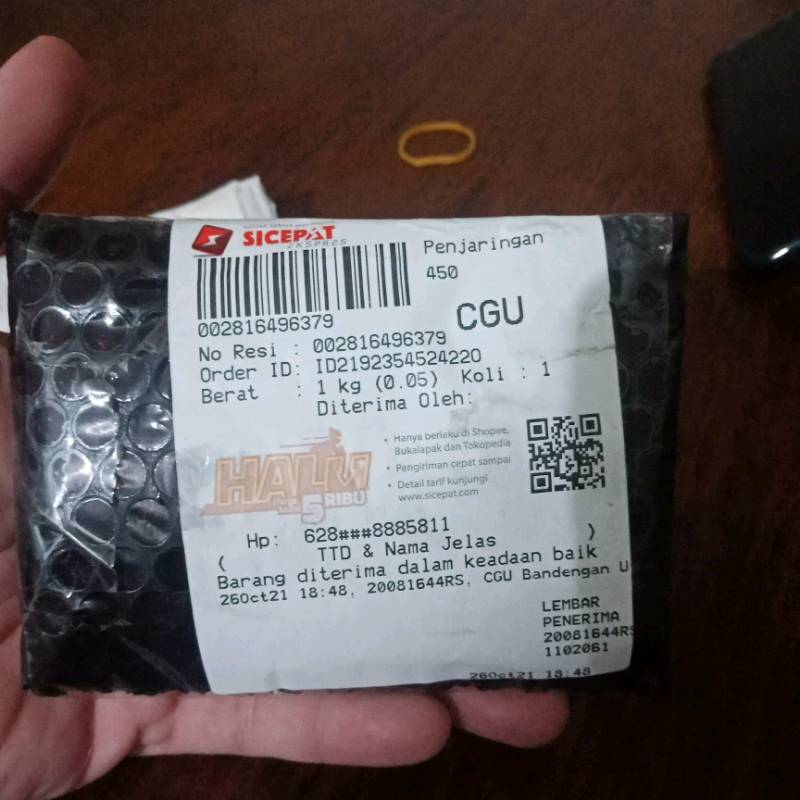 SICEPAT
EKSPRES
Penjaringan
450
002816496379
CGU
No Resi : 002816496379
Order ID: ID2192354524220
Berat : 1 kg (0.05) Koli : 1
Diterima Oleh:
HALU
5 RIBU
• Hanya berlaku di Shopee,
Bukalapak dan Tokopedia
• Pengiriman cepat sampai
• Detail tarif kunjungi
www.sicepat.com
Hp: 628###8885811
( )
TTD & Nama Jelas
Barang diterima dalam keadaan baik
26Oct21 18:48, 20081644RS, CGU Bandengan U
LEMBAR
PENERIMA
20081644RS
1102061
26Oct21 18:48